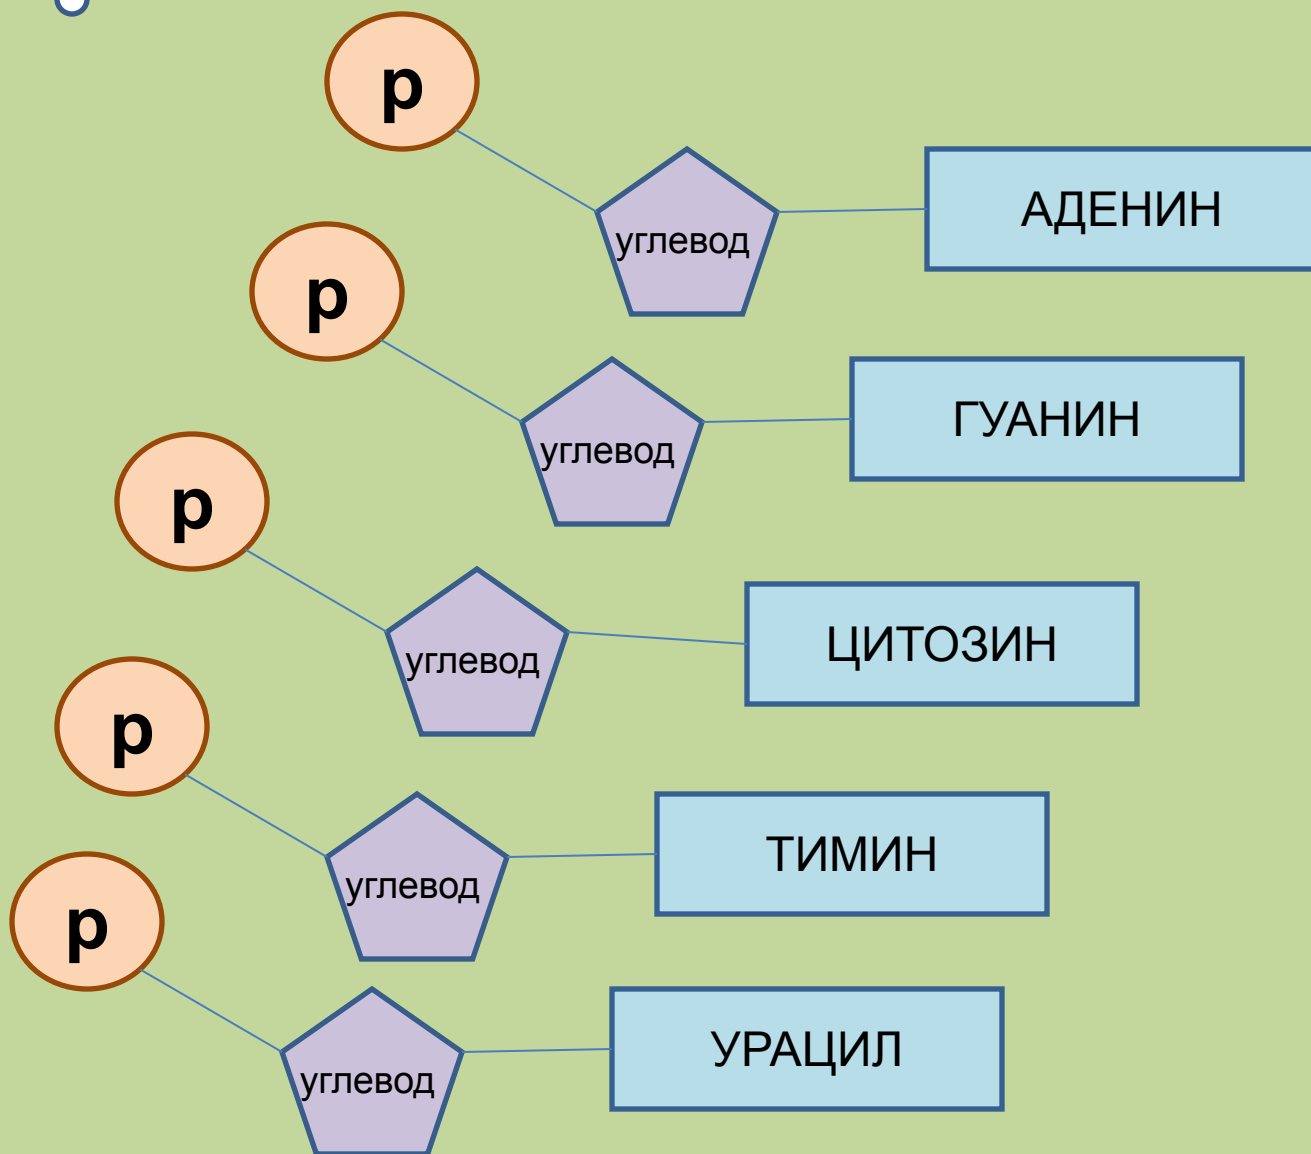 р
углевод
АДЕНИН
р
углевод
ГУАНИН
р
углевод
ЦИТОЗИН
р
углевод
ТИМИН
р
углевод
УРАЦИЛ